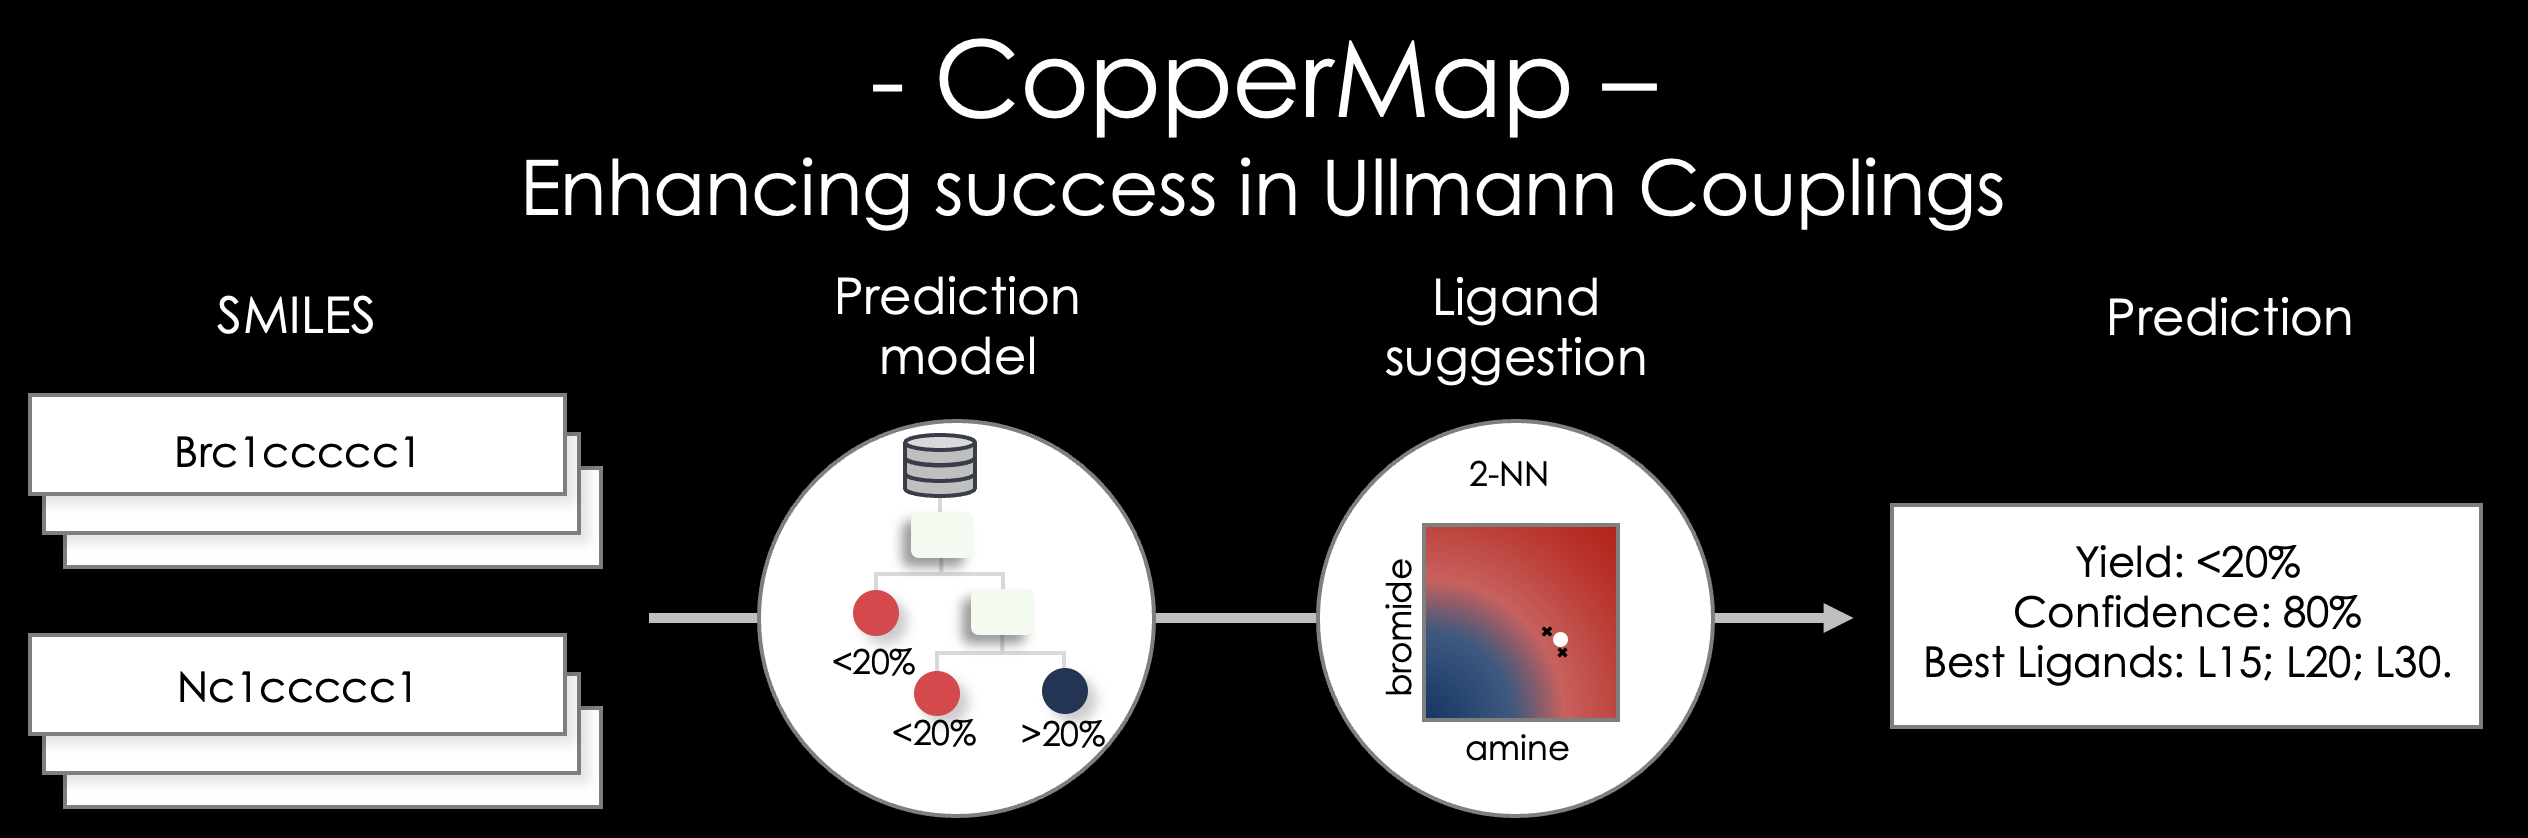 - CopperMap –
Enhancing success in Ullmann Couplings
SMILES
Brc1ccccc1
Nc1ccccc1
Prediction
model
<20%
<20%
>20%
Ligand
suggestion
2-NN
bromide
amine
Prediction
Yield: <20%
Confidence: 80%
Best Ligands: L15; L20; L30.